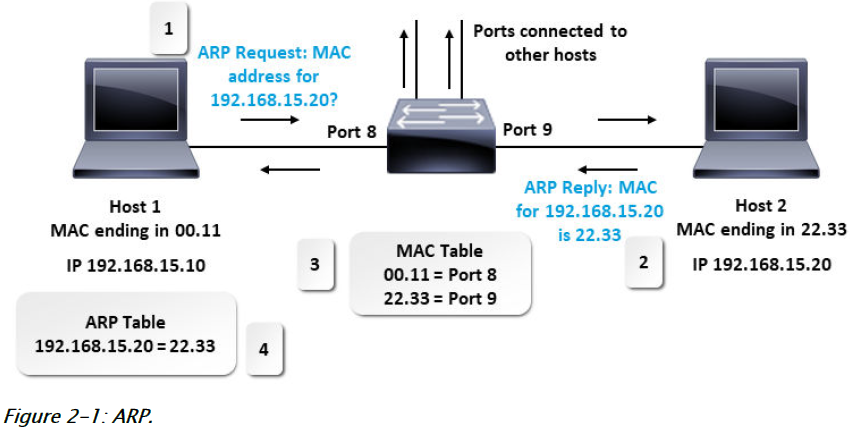 1
ARP Request: MAC
address for
192.168.15.20?
Ports connected to
other hosts
Port 8
Port 9
Host 1
MAC ending in 00.11
IP 192.168.15.10
ARP Reply: MAC
for 192.168.15.20
is 22.33
2
Host 2
MAC ending in 22.33
IP 192.168.15.20
3
MAC Table
00.11 = Port 8
22.33 = Port 9
ARP Table
192.168.15.20 = 22.33
4
Figure 2-1: ARP.